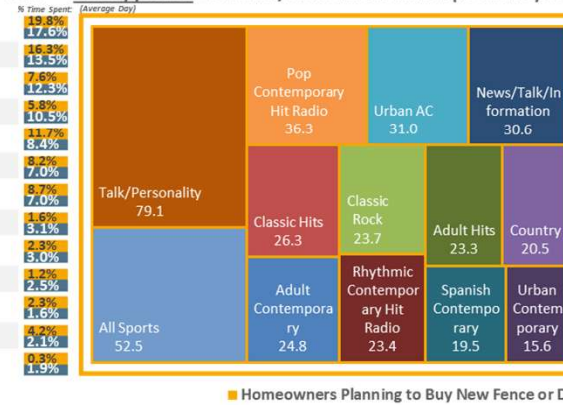 % Time Spent: (Average Day)
19.8%
17.6%
16.3%
13.5%
7.6%
12.3%
5.8%
10.5%
11.7%
8.4%
8.2%
7.0%
8.7%
7.0%
1.6%
3.1%
2.3%
3.0%
1.2%
2.5%
2.3%
1.6%
4.2%
2.1%
0.3%
1.9%
Talk/Personality
79.1
All Sports
52.5
Pop
Contemporary
Hit Radio
36.3
Urban AC
31.0
News/Talk/In
formation
30.6
Classic Hits
26.3
Classic
Rock
23.7
Adult Hits
23.3
Country
20.5
Adult
Contempora
ry
24.8
Rhythmic
Contempor
ary Hit
Radio
23.4
Spanish
Contempo
rary
19.5
Urban
Contem
porary
15.6
Homeowners Planning to Buy New Fence or